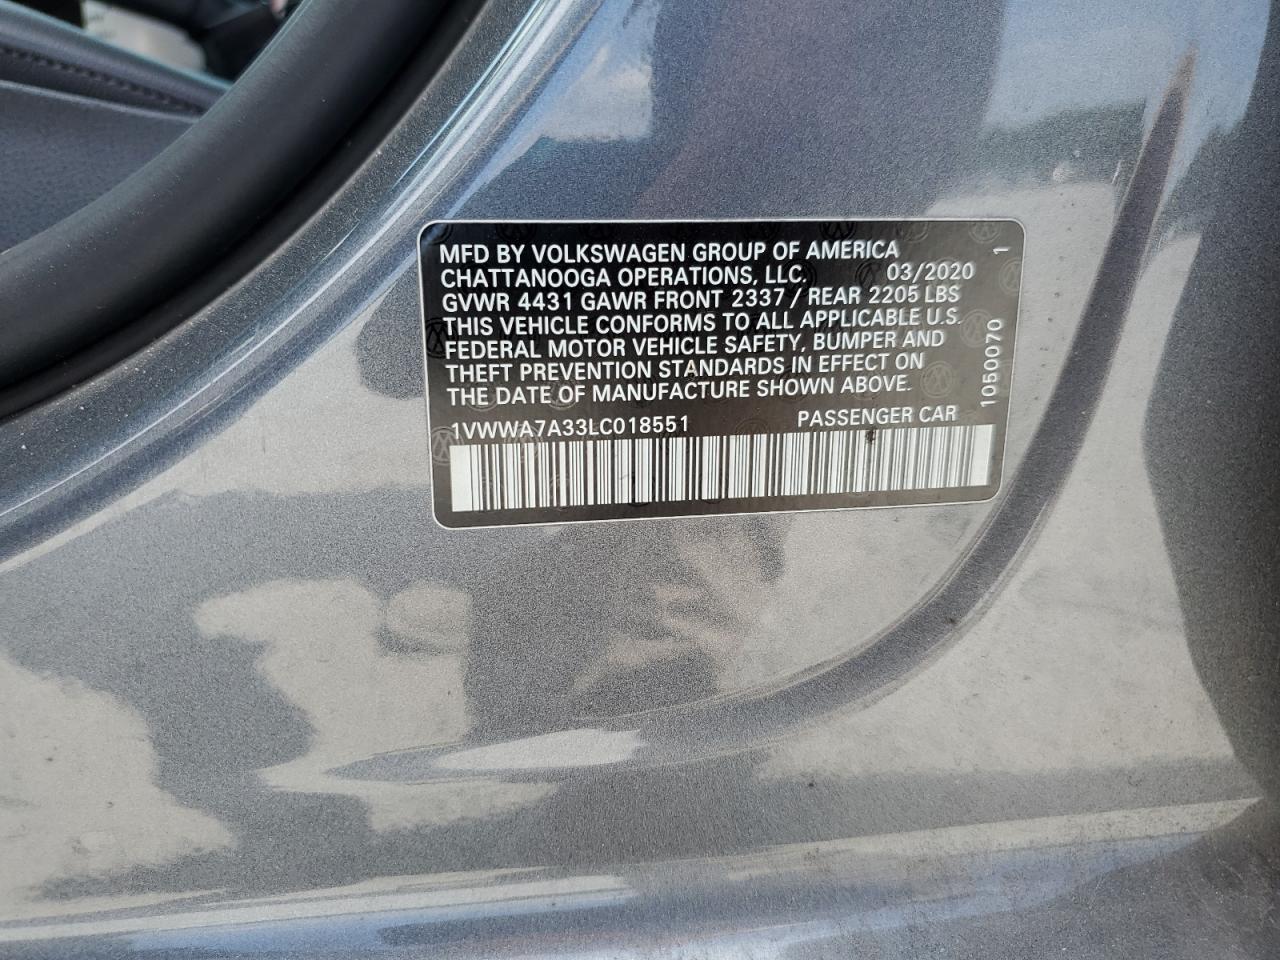 MFD BY VOLKSWAGEN GROUP OF AMERICA
CHATTANOOGA OPERATIONS, LLC. 03/2020
GVWR 4431 GAWR FRONT 2337 / REAR 2205 LBS
THIS VEHICLE CONFORMS TO ALL APPLICABLE U.S.
FEDERAL MOTOR VEHICLE SAFETY, BUMPER AND
THEFT PREVENTION STANDARDS IN EFFECT ON
THE DATE OF MANUFACTURE SHOWN ABOVE.
1VWWA7A33LC018551 PASSENGER CAR
1050070 1